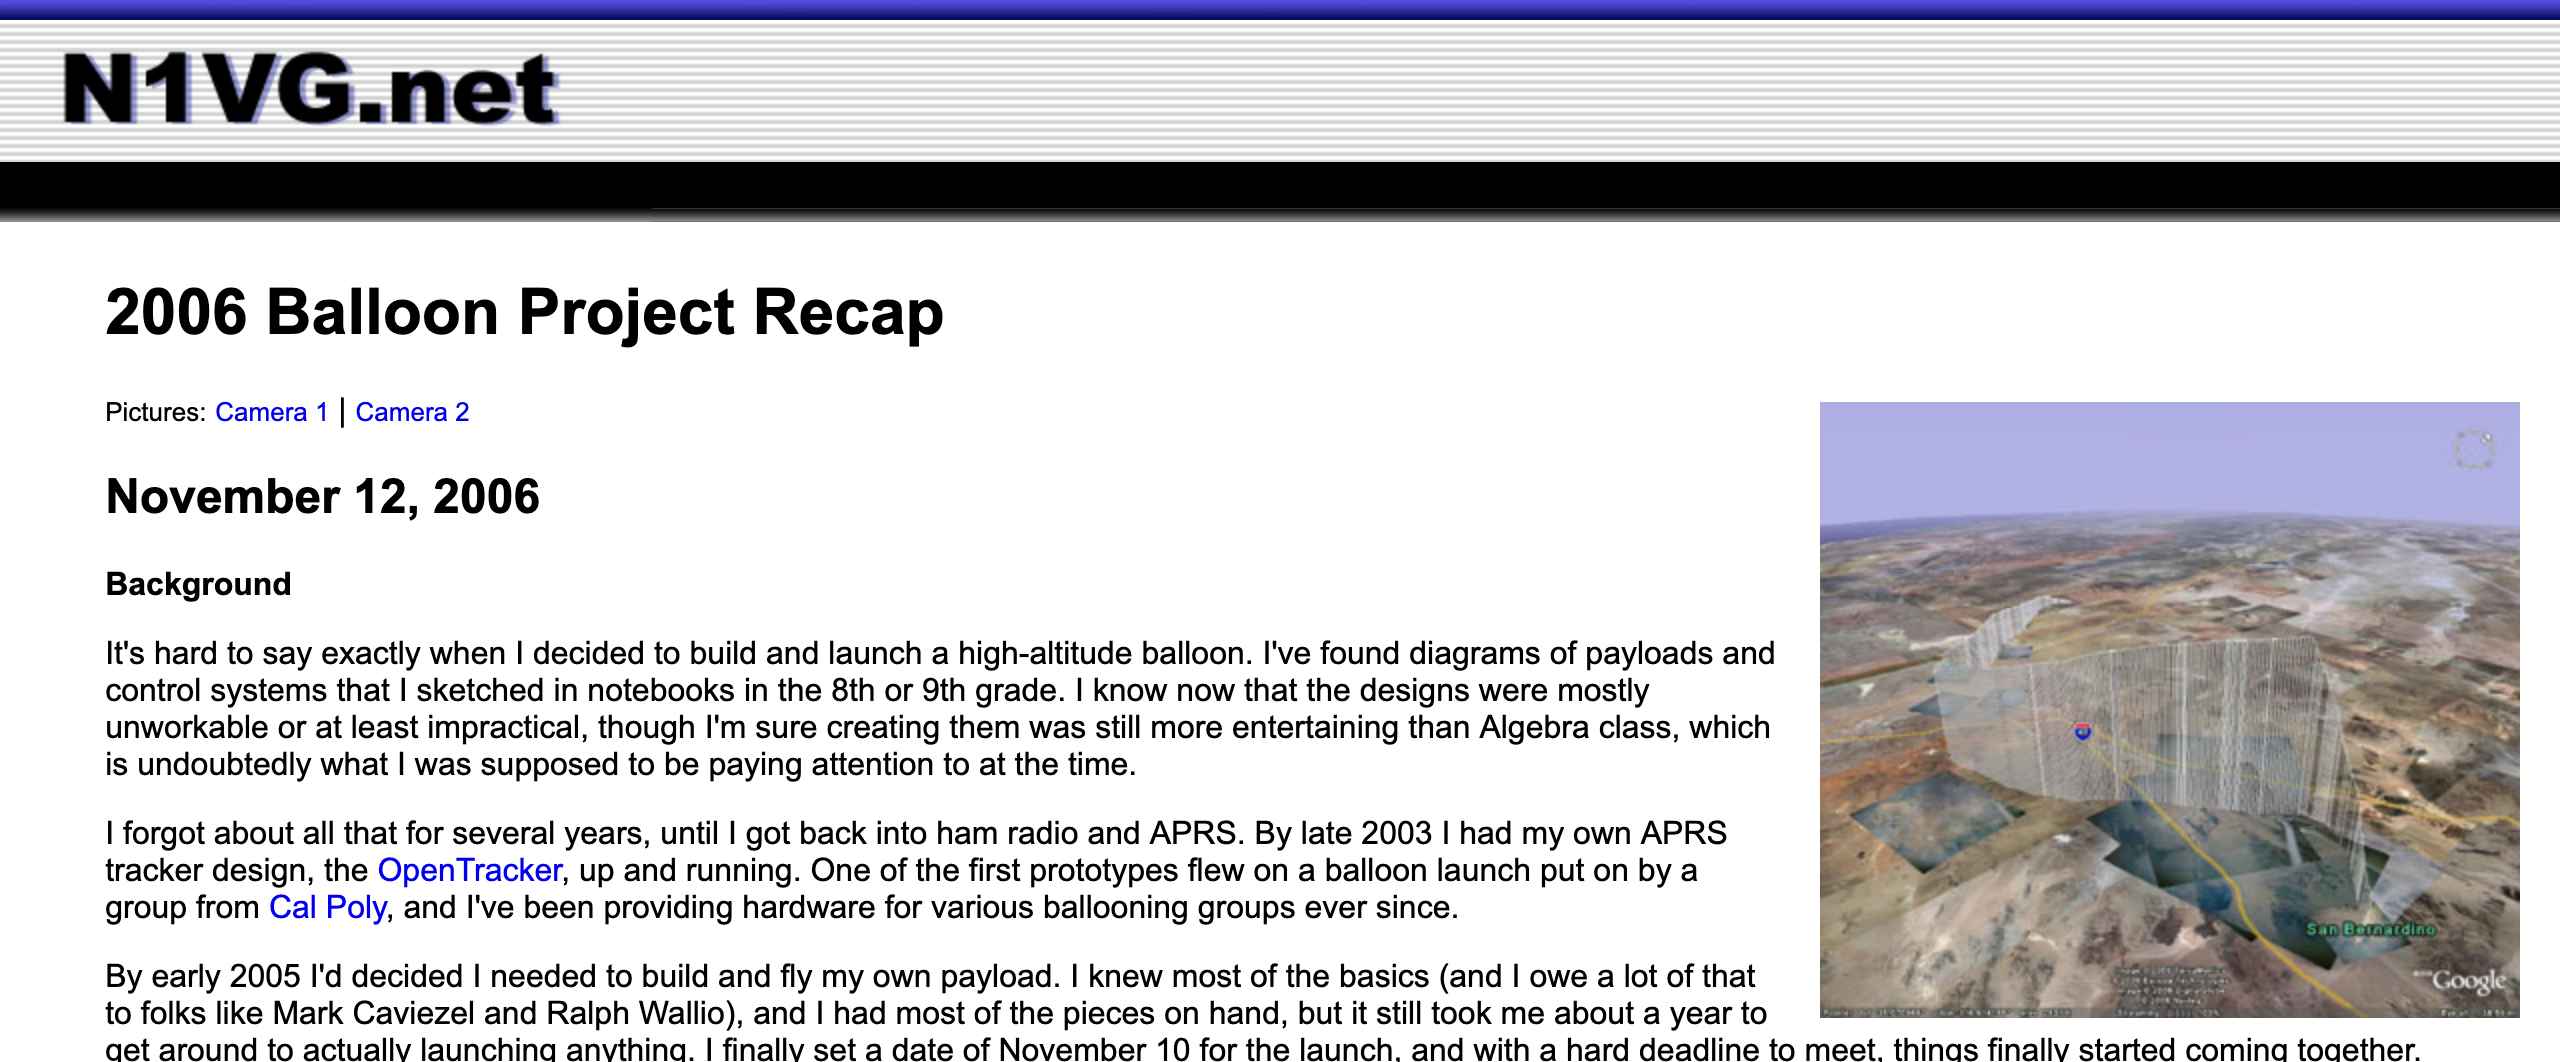 N1VG.net
2006 Balloon Project Recap
Pictures: Camera 1 | Camera 2
November 12, 2006
Background
It's hard to say exactly when I decided to build and launch a high-altitude balloon. I've found diagrams of payloads and
control systems that I sketched in notebooks in the 8th or 9th grade. I know now that the designs were mostly
unworkable or at least impractical, though I'm sure creating them was still more entertaining than Algebra class, which
is undoubtedly what I was supposed to be paying attention to at the time.
I forgot about all that for several years, until I got back into ham radio and APRS. By late 2003 I had my own APRS
tracker design, the OpenTracker, up and running. One of the first prototypes flew on a balloon launch put on by a
group from Cal Poly, and I've been providing hardware for various ballooning groups ever since.
By early 2005 I'd decided I needed to build and fly my own payload. I knew most of the basics (and I owe a lot of that
to folks like Mark Caviezel and Ralph Wallio), and I had most of the pieces on hand, but it still took me about a year to
get around to actually launching anything. I finally set a date of November 10 for the launch, and with a hard deadline to meet, things finally started coming together.
San Bernardino
Google